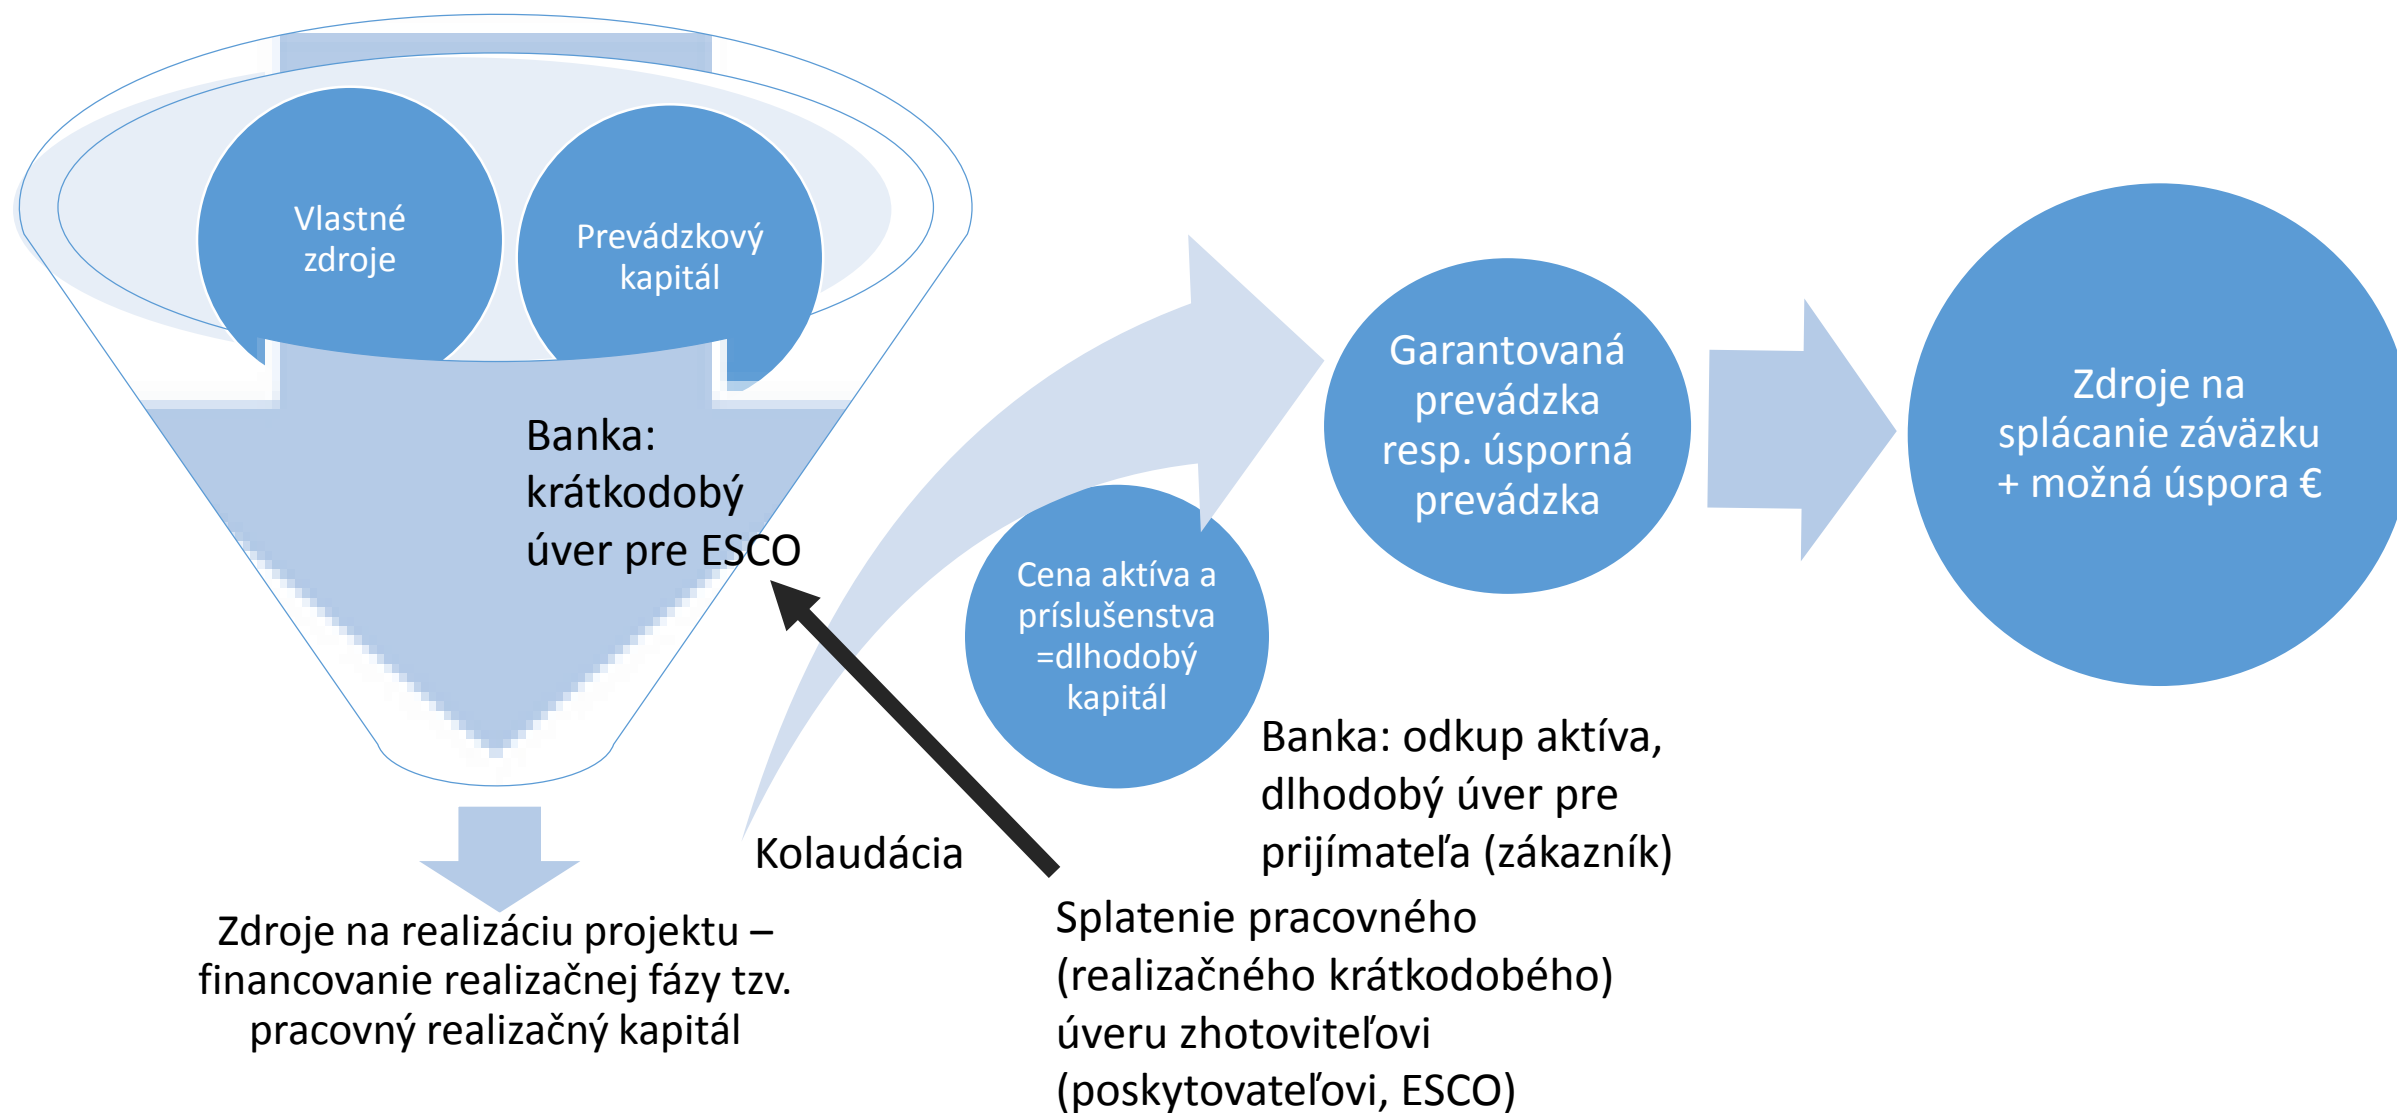 Vlastné
zdroje
Prevádzkový
kapitál
Banka:
krátkodobý
úver pre ESCO
Zdroje na realizáciu projektu –
financovanie realizačnej fázy tzv.
pracovný realizačný kapitál
Kolaudácia
Cena aktíva a
príslušenstva
=dlhodobý
kapitál
Banka: odkup aktíva,
dlhodobý úver pre
prijímateľa (zákazník)
Splatenie pracovného
(realizačného krátkodobého)
úveru zhotoviteľovi
(poskytovateľovi, ESCO)
Garantovaná
prevádzka
resp. úsporná
prevádzka
Zdroje na
splácanie záväzku
+ možná úspora €